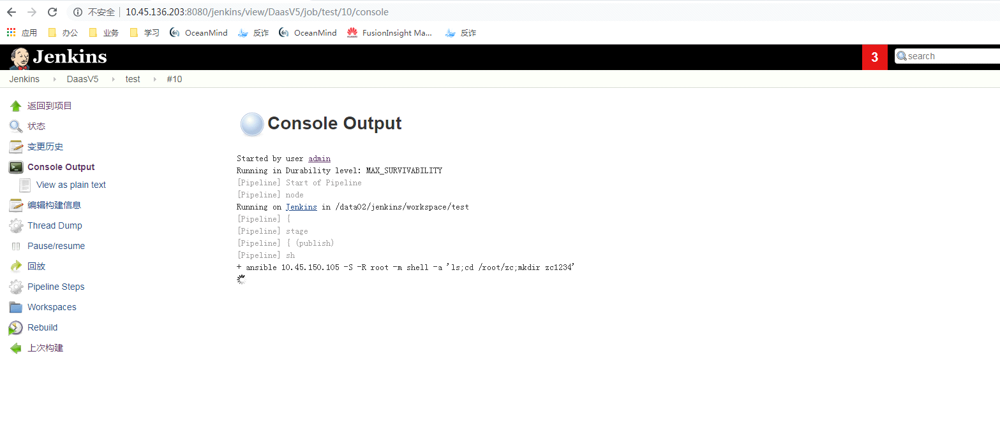 不安全 10.45.136.203:8080/jenkins/view/DaasV5/job/test/10/console
应用 办公 业务 学习 OceanMind 反诈 OceanMind FusionInsight Ma... 反诈
Jenkins 3 search
Jenkins DaasV5 test #10
返回到项目
状态
变更历史
Console Output
View as plain text
编辑构建信息
Thread Dump
Pause/resume
回放
Pipeline Steps
Workspaces
Rebuild
上次构建
Console Output
Started by user admin
Running in Durability level: MAX_SURVIVABILITY
[Pipeline] Start of Pipeline
[Pipeline] node
Running on Jenkins in /data02/jenkins/workspace/test
[Pipeline] {
[Pipeline] stage
[Pipeline] { (publish)
[Pipeline] sh
+ ansible 10.45.150.105 -S -R root -m shell -a 'ls;cd /root/zc;mkdir zc1234'